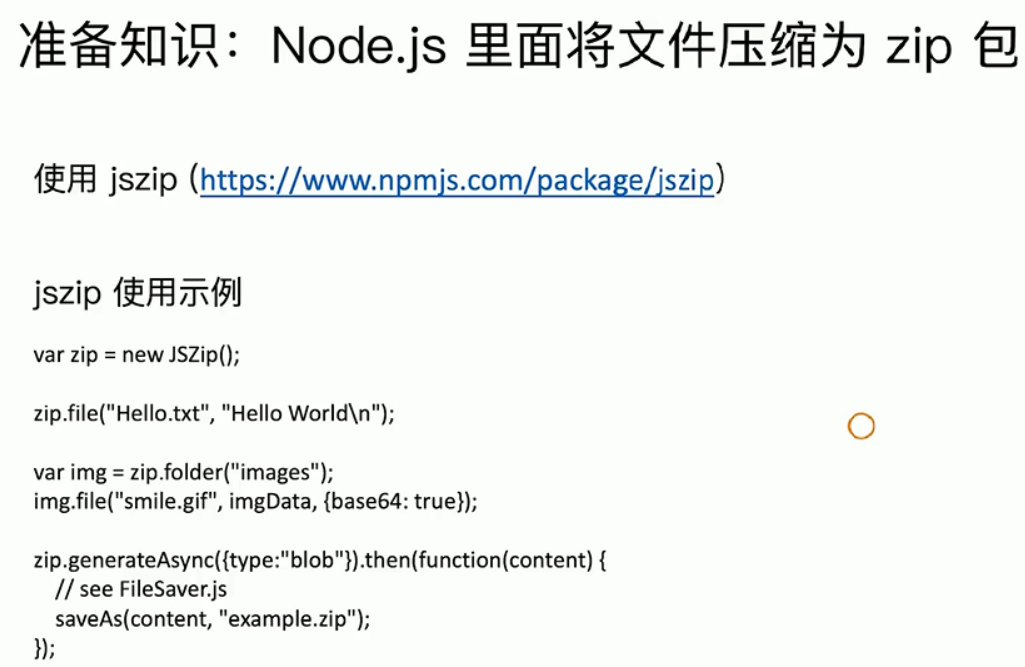 准备知识：Node.js 里面将文件压缩为 zip 包
使用 jszip (https://www.npmjs.com/package/jszip)
jszip 使用示例
var zip = new JSZip();
zip.file("Hello.txt", "Hello World\n");
var img = zip.folder("images");
img.file("smile.gif", imgData, {base64: true});
zip.generateAsync({type:"blob"}).then(function(content) {
// see FileSaver.js
saveAs(content, "example.zip");
});